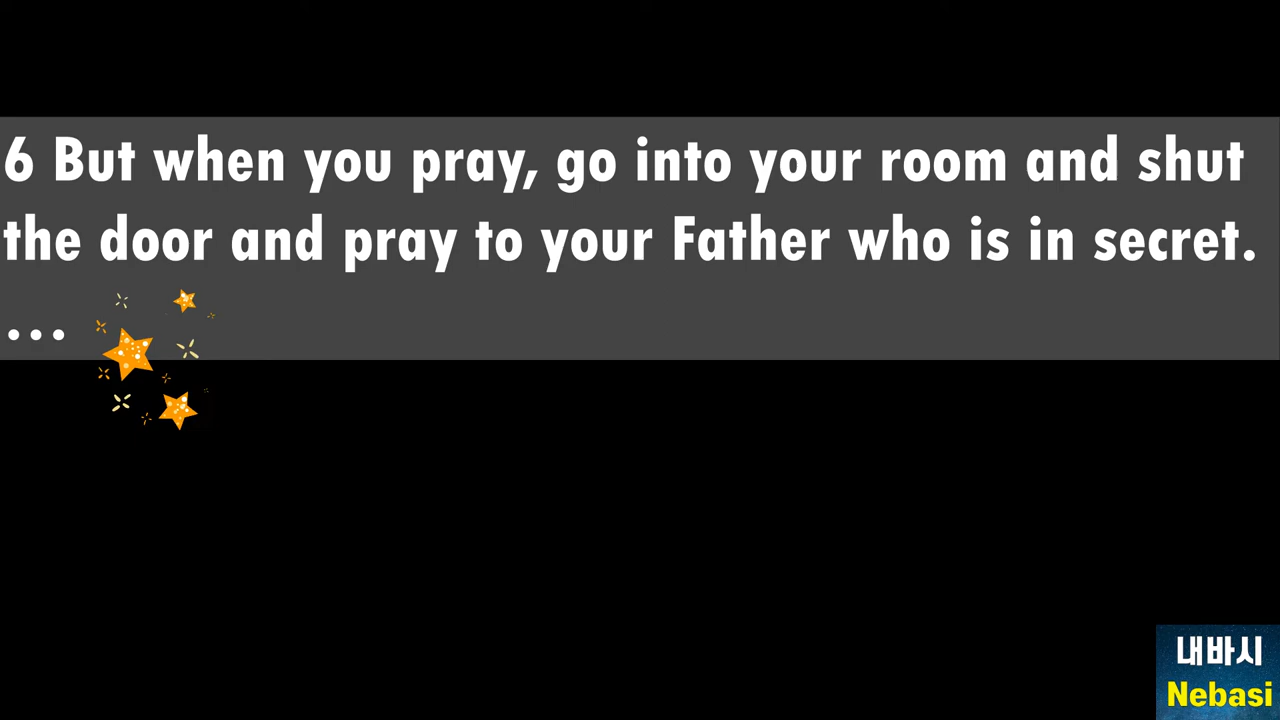 6 But when you pray, go into your room and shut
the door and pray to your Father who is in secret.
...
내바시
Nebasi